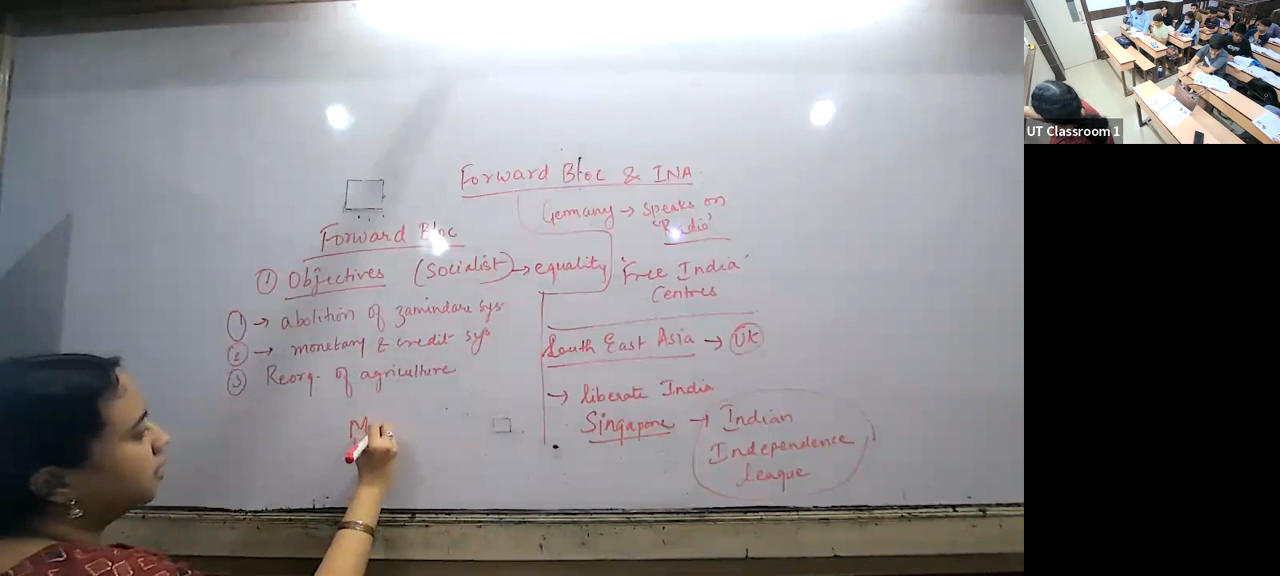 Forward Bloc & INA
Forward Bloc
① Objectives (Socialist) → equality
① → abolition of zamindare sys
② → monetary & credit sys
③ Reorg. of agriculture
M
Gemany → speaks on
'Radio'
'Free India'
Centres
South East Asia → UK
→ liberate India
Singapore → Indian
Independence
league
UT Classroom 1